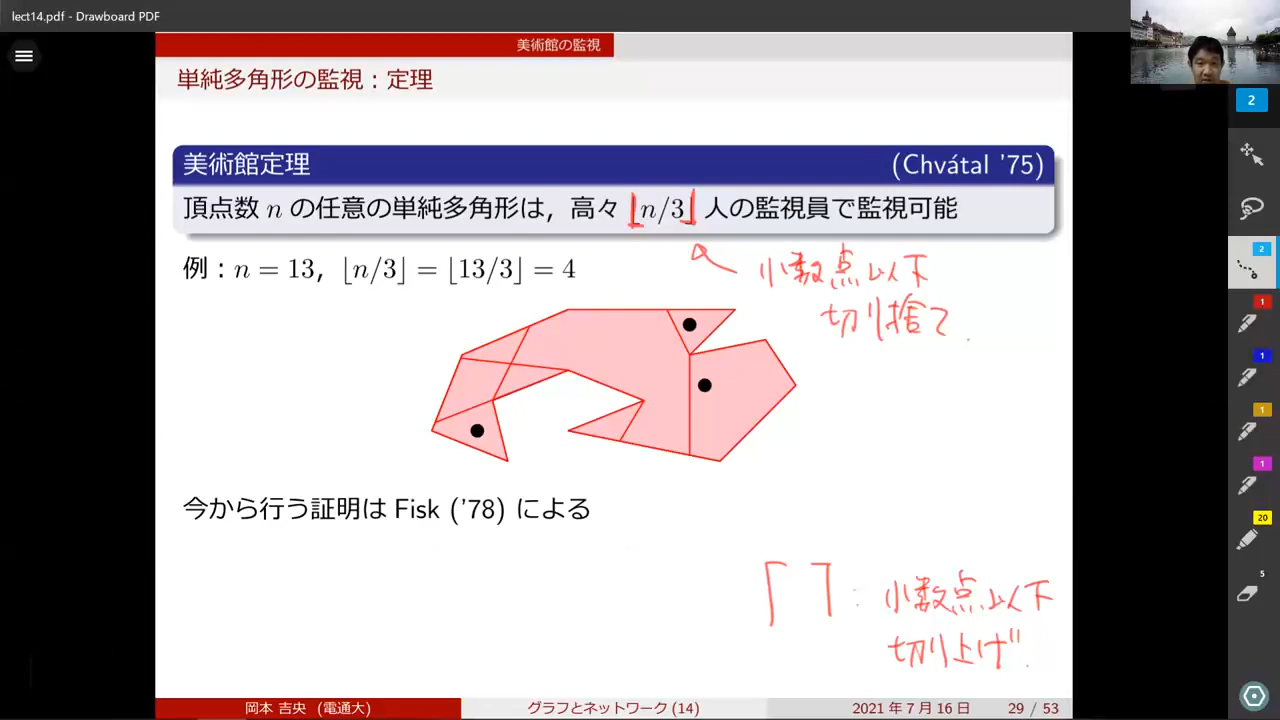 lect14.pdf - Drawboard PDF
美術館の監視
単純多角形の監視：定理
美術館定理 (Chvátal '75)
頂点数 n の任意の単純多角形は，高々 ⌊n/3⌋ 人の監視員で監視可能
例：n = 13，⌊n/3⌋ = ⌊13/3⌋ = 4
小数点以下
切り捨て.
今から行う証明は Fisk ('78) による
⌈ ⌉ : 小数点以下
切り上げ.
岡本 吉央 (電通大) グラフとネットワーク (14) 2021 年 7 月 16 日 29 / 53
2
2
1
1
1
1
20
5